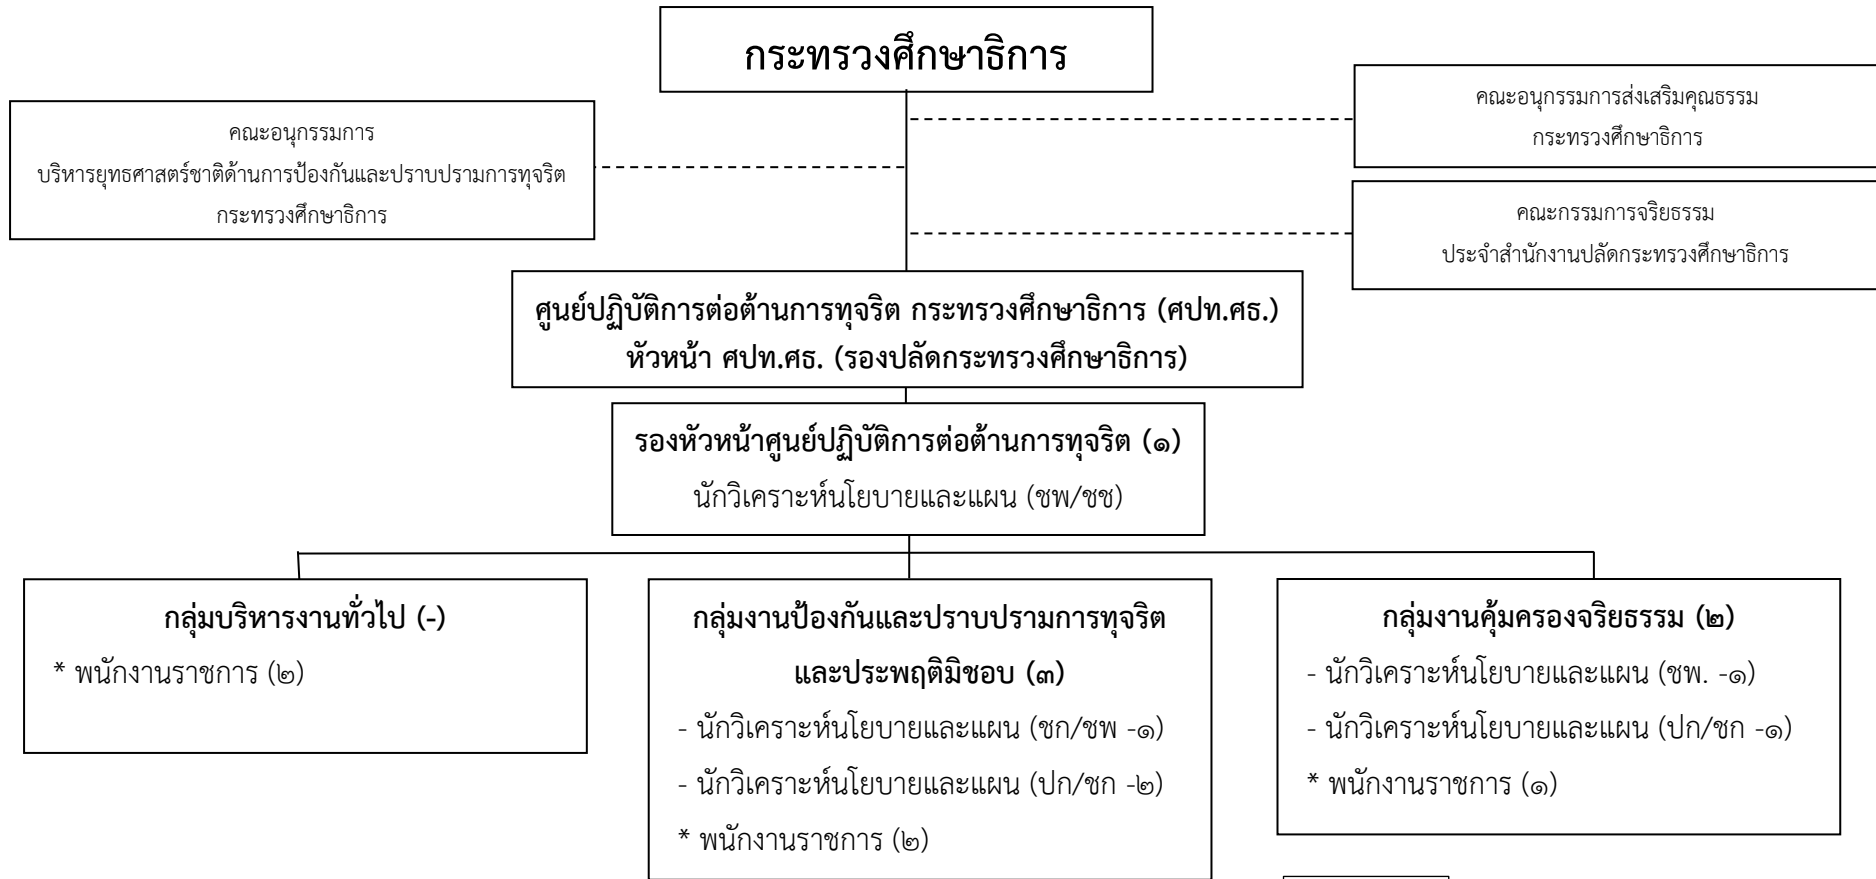 กระทรวงศึกษาธิการ
คณะอนุกรรมการ
บริหารยุทธศาสตร์ชาติด้านการป้องกันและปราบปรามการทุจริต
กระทรวงศึกษาธิการ
คณะอนุกรรมการส่งเสริมคุณธรรม
กระทรวงศึกษาธิการ
คณะกรรมการจริยธรรม
ประจำสำนักงานปลัดกระทรวงศึกษาธิการ
ศูนย์ปฏิบัติการต่อต้านการทุจริต กระทรวงศึกษาธิการ (ศปท.ศธ.)
หัวหน้า ศปท.ศธ. (รองปลัดกระทรวงศึกษาธิการ)
รองหัวหน้าศูนย์ปฏิบัติการต่อต้านการทุจริต (๑)
นักวิเคราะห์นโยบายและแผน (ชพ/ชช)
กลุ่มบริหารงานทั่วไป (-)
* พนักงานราชการ (๒)
กลุ่มงานป้องกันและปราบปรามการทุจริต
และประพฤติมิชอบ (๓)
- นักวิเคราะห์นโยบายและแผน (ชก/ชพ -๑)
- นักวิเคราะห์นโยบายและแผน (ปก/ชก -๒)
* พนักงานราชการ (๒)
กลุ่มงานคุ้มครองจริยธรรม (๒)
- นักวิเคราะห์นโยบายและแผน (ชพ. -๑)
- นักวิเคราะห์นโยบายและแผน (ปก/ชก -๑)
* พนักงานราชการ (๑)